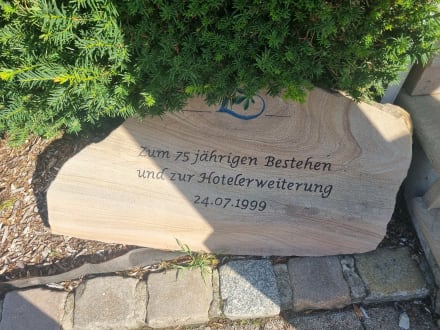 Zum 75 jährigen Bestehen
und zur Hotelerweiterung
24.07.1999